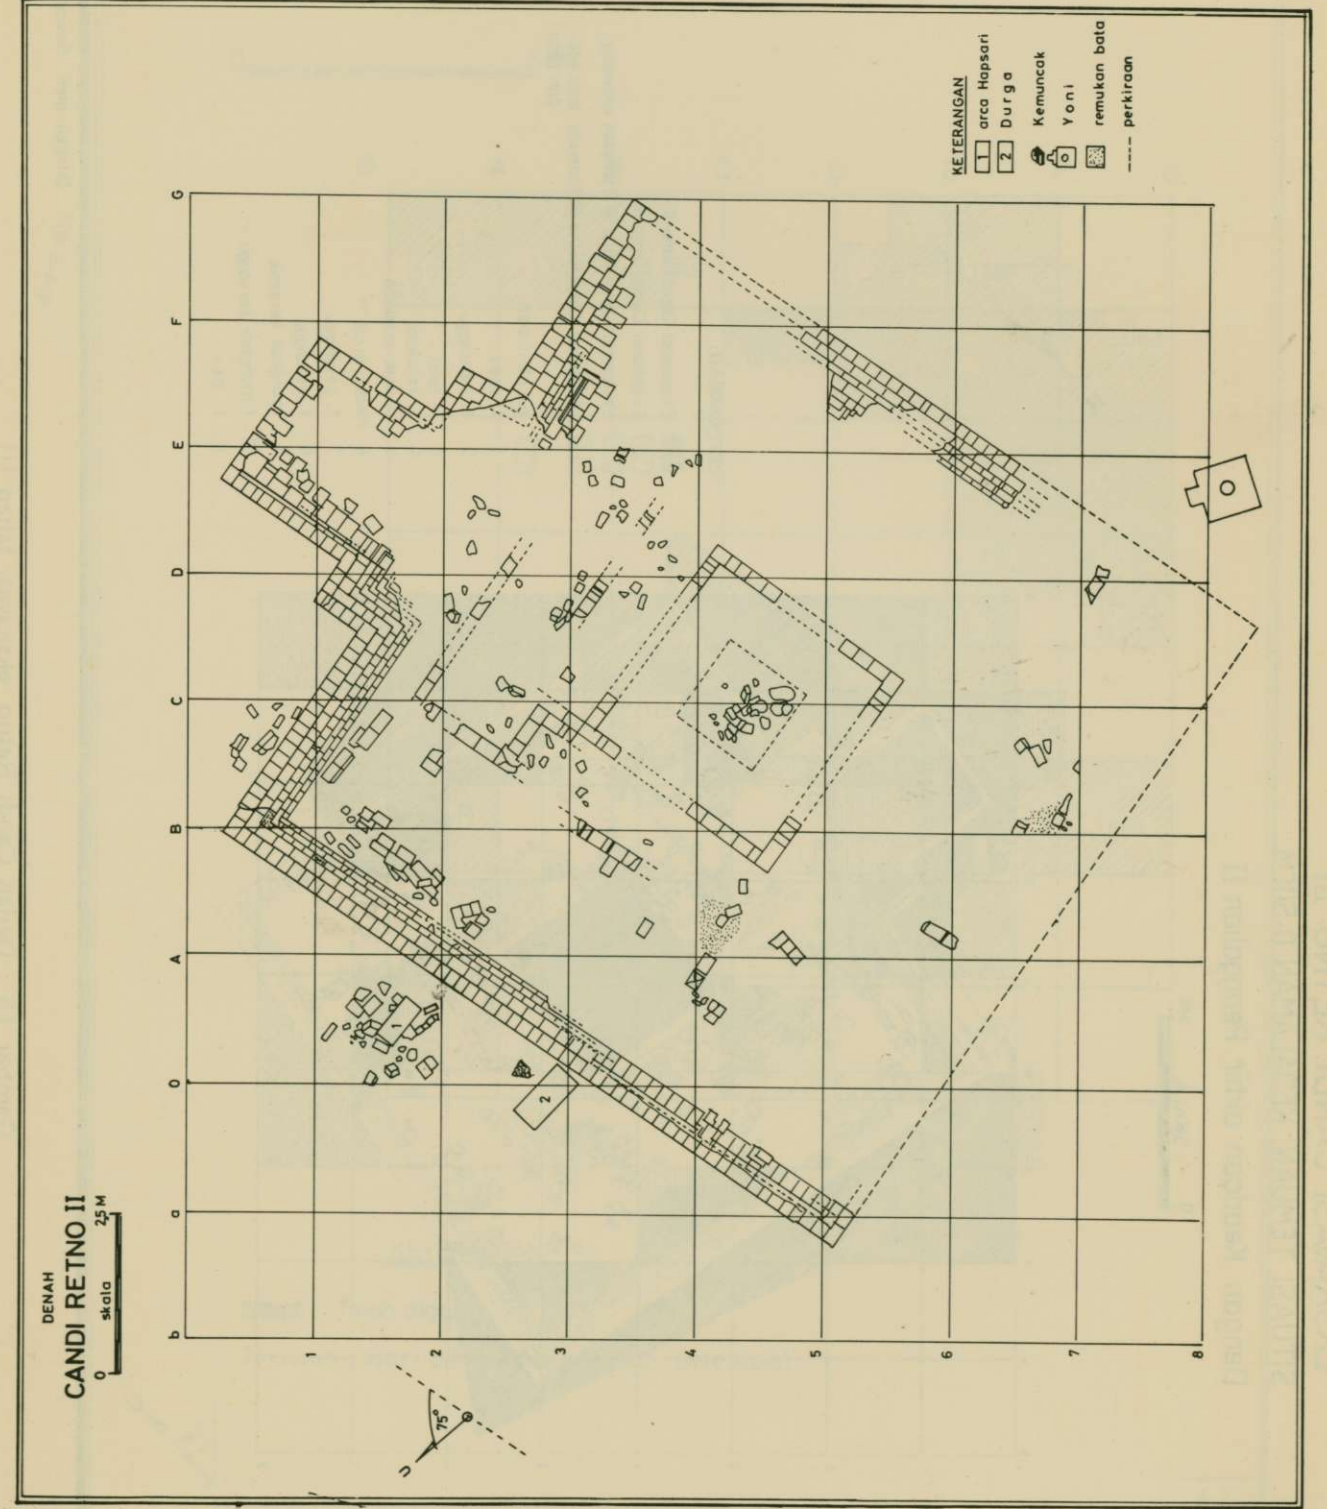 DENAH
CANDI RETNO II
skala
0 2,5 M
KETERANGAN
1 arca Hapsari
2 Durga
Kemuncak
Yoni
remukan bata
perkiraan
G
F
E
D
C
B
A
0
a
b
1
2
3
4
5
6
7
8
1
2
U
75°